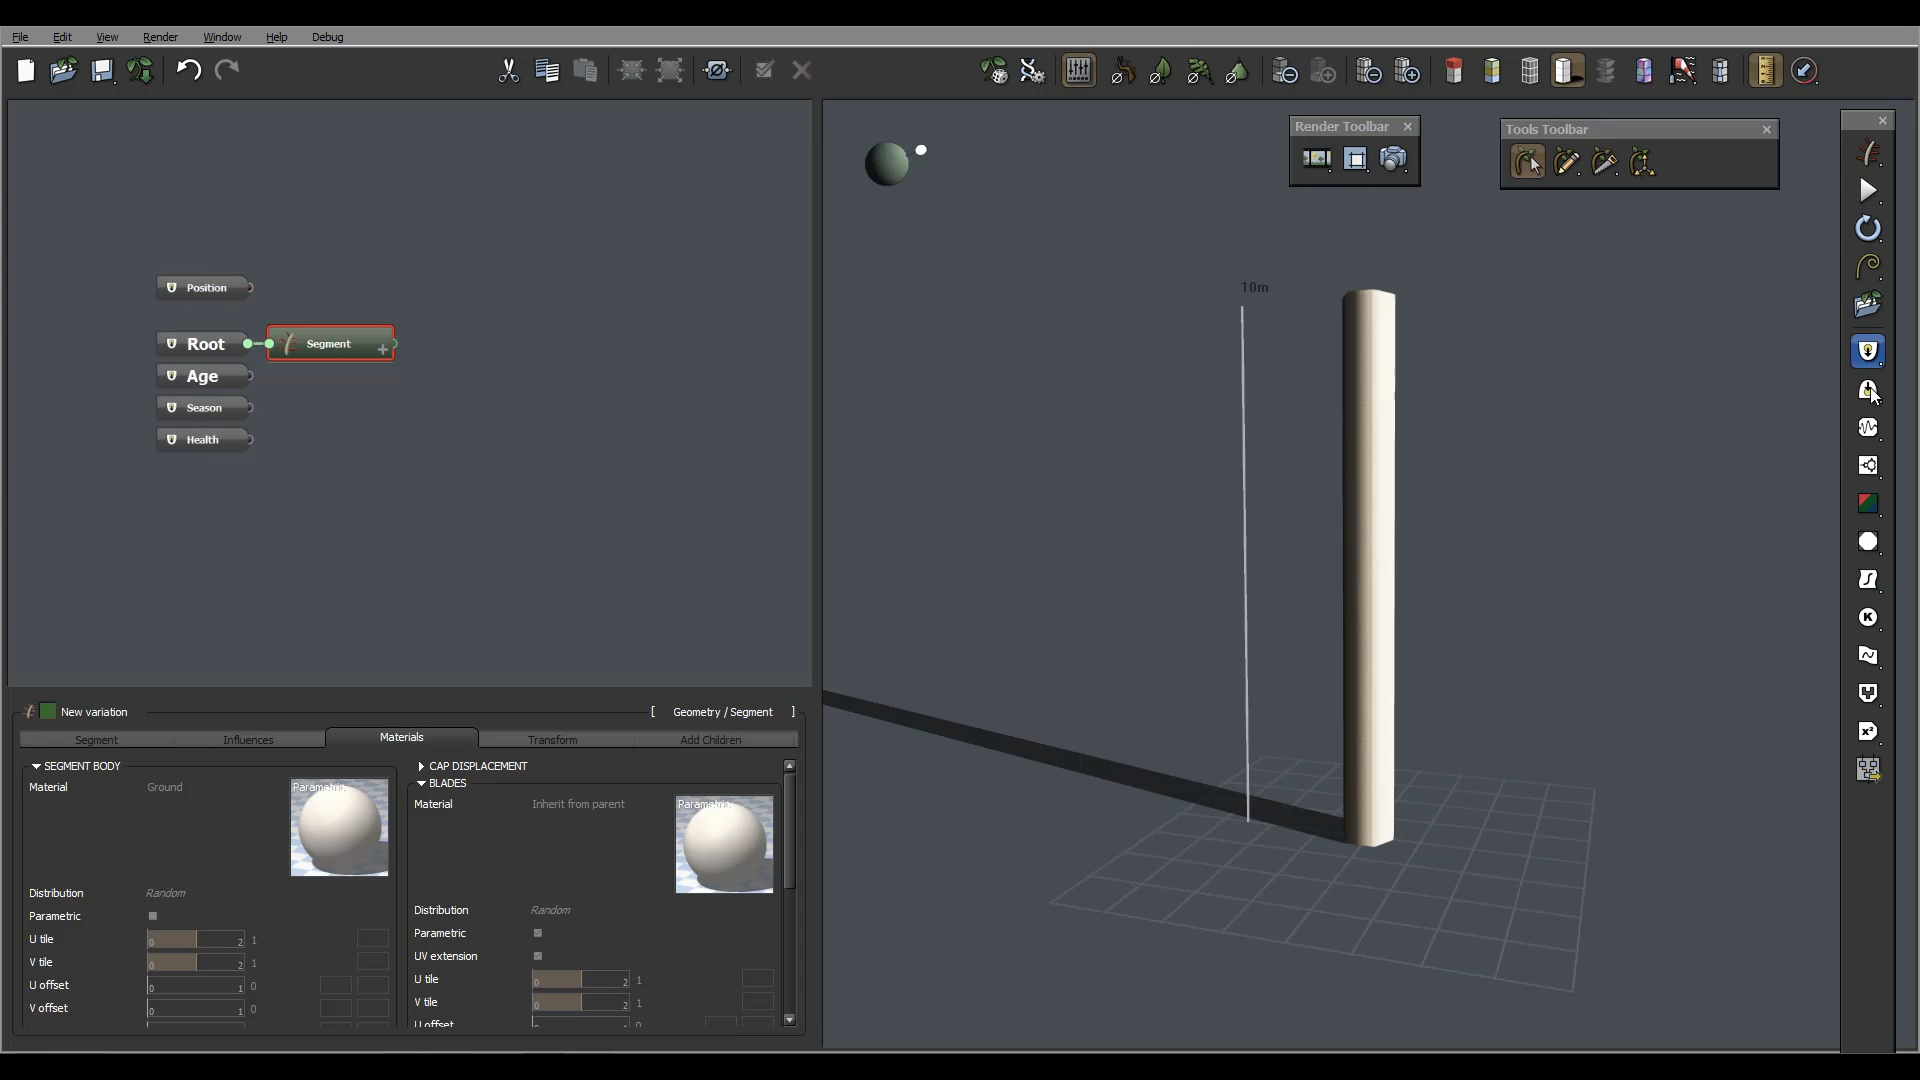 File Edit View Render Window Help Debug
Render Toolbar
Tools Toolbar
10m
Position
Root
Segment
Age
Season
Health
New variation
[ Geometry / Segment ]
Segment Influences Materials Transform Add Children
SEGMENT BODY
Material Ground
Parametric
Distribution Random
Parametric
U tile 0 2 1
V tile 0 2 1
U offset 0 1 0
V offset 0 1 0
CAP DISPLACEMENT
BLADES
Material Inherit from parent
Parametric
Distribution Random
Parametric
UV extension
U tile 0 2 1
V tile 0 2 1
U offset
K
x²